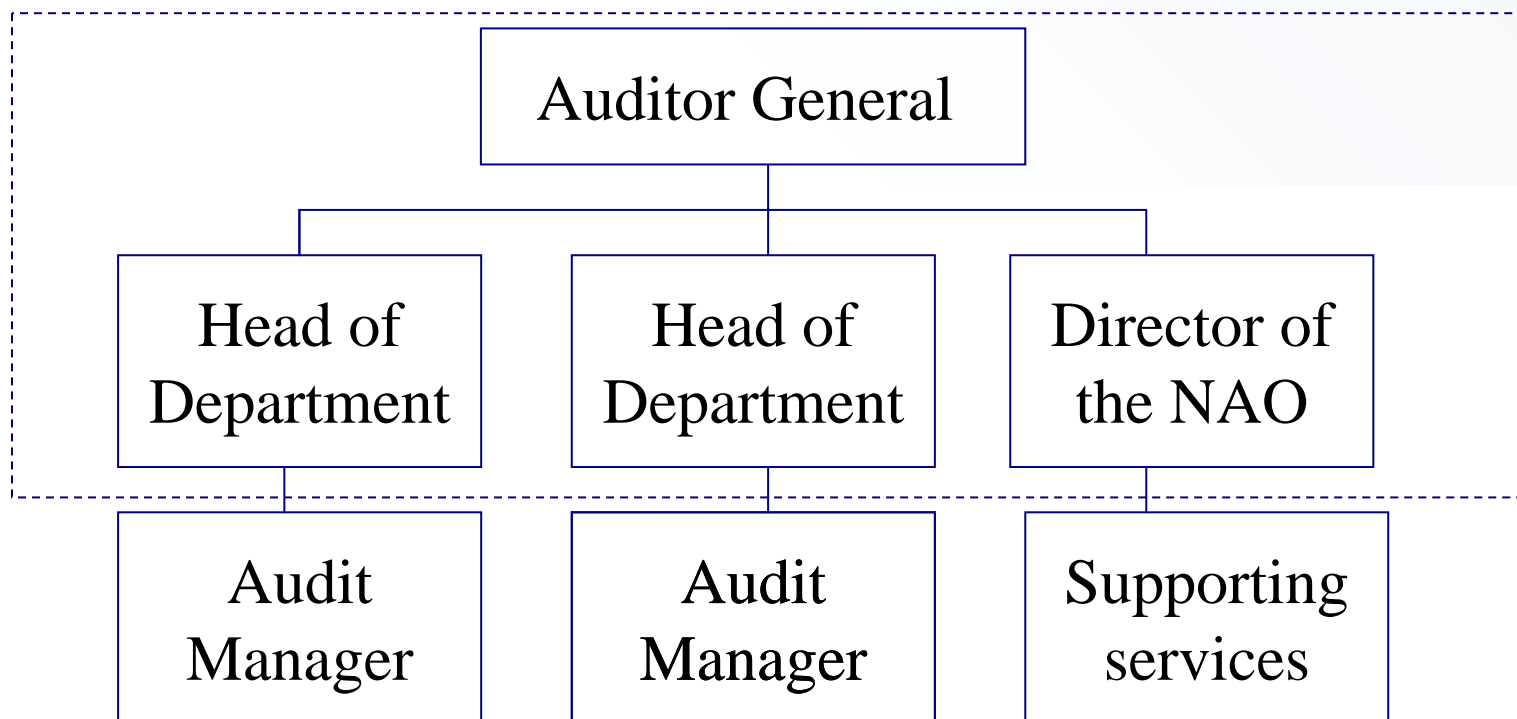 Auditor General
Head of
Department
Head of
Department
Director of
the NAO
Audit
Manager
Audit
Manager
Supporting
services